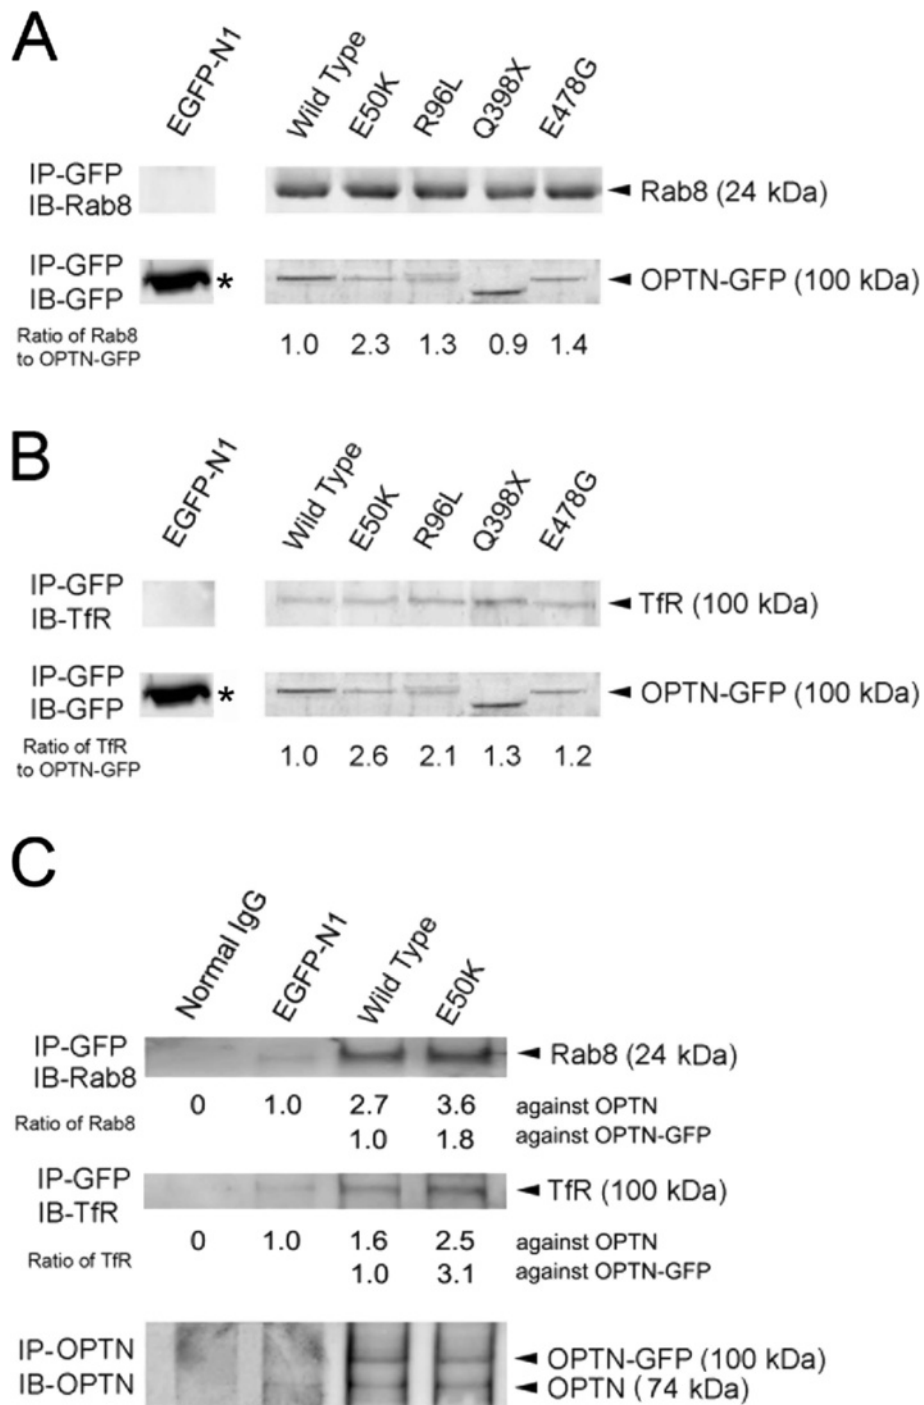 A
EGFP-N1
Wild Type
E50K
R96L
Q398X
E478G
IP-GFP
IB-Rab8
Rab8 (24 kDa)
IP-GFP
IB-GFP
*
OPTN-GFP (100 kDa)
Ratio of Rab8
to OPTN-GFP
1.0 2.3 1.3 0.9 1.4
B
EGFP-N1
Wild Type
E50K
R96L
Q398X
E478G
IP-GFP
IB-TfR
TfR (100 kDa)
IP-GFP
IB-GFP
*
OPTN-GFP (100 kDa)
Ratio of TfR
to OPTN-GFP
1.0 2.6 2.1 1.3 1.2
C
Normal IgG
EGFP-N1
Wild Type
E50K
IP-GFP
IB-Rab8
Rab8 (24 kDa)
Ratio of Rab8
0 1.0 2.7 3.6 against OPTN
1.0 1.8 against OPTN-GFP
IP-GFP
IB-TfR
TfR (100 kDa)
Ratio of TfR
0 1.0 1.6 2.5 against OPTN
1.0 3.1 against OPTN-GFP
IP-OPTN
IB-OPTN
OPTN-GFP (100 kDa)
OPTN (74 kDa)